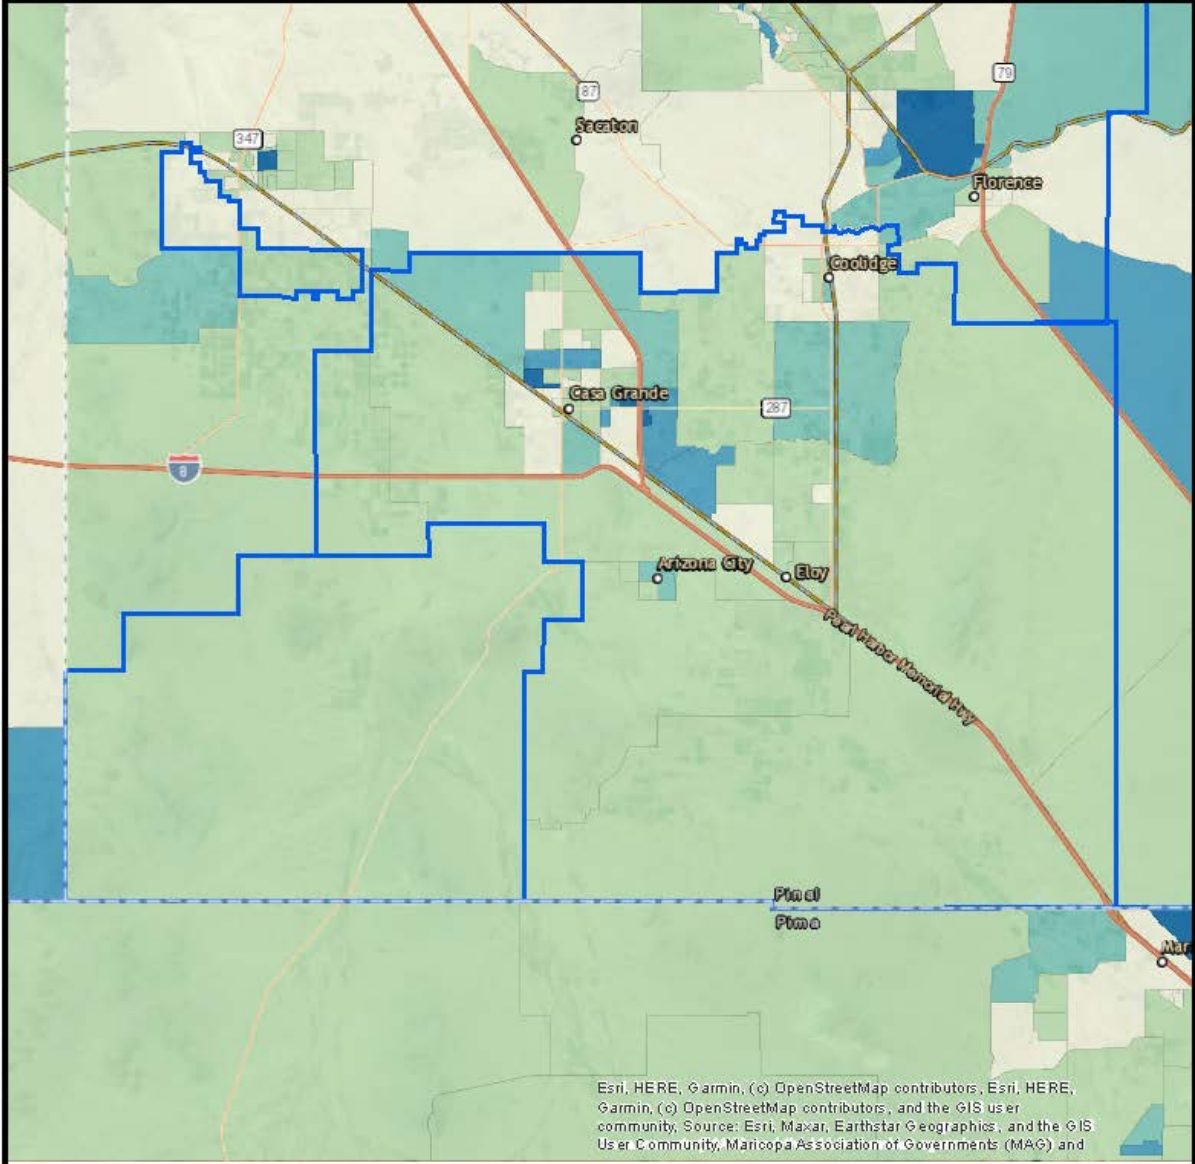 79
87
Sacaton
347
Florence
Coolidge
Casa Grande
287
8
Arizona City
Eloy
Pearl Harbor Memorial Hwy
Pinal
Pima
Mar
Esri, HERE, Garmin, (c) OpenStreetMap contributors, Esri, HERE,
Garmin, (c) OpenStreetMap contributors, and the GIS user
community, Source: Esri, Maxar, Earthstar Geographics, and the GIS
User Community, Maricopa Association of Governments (MAG) and